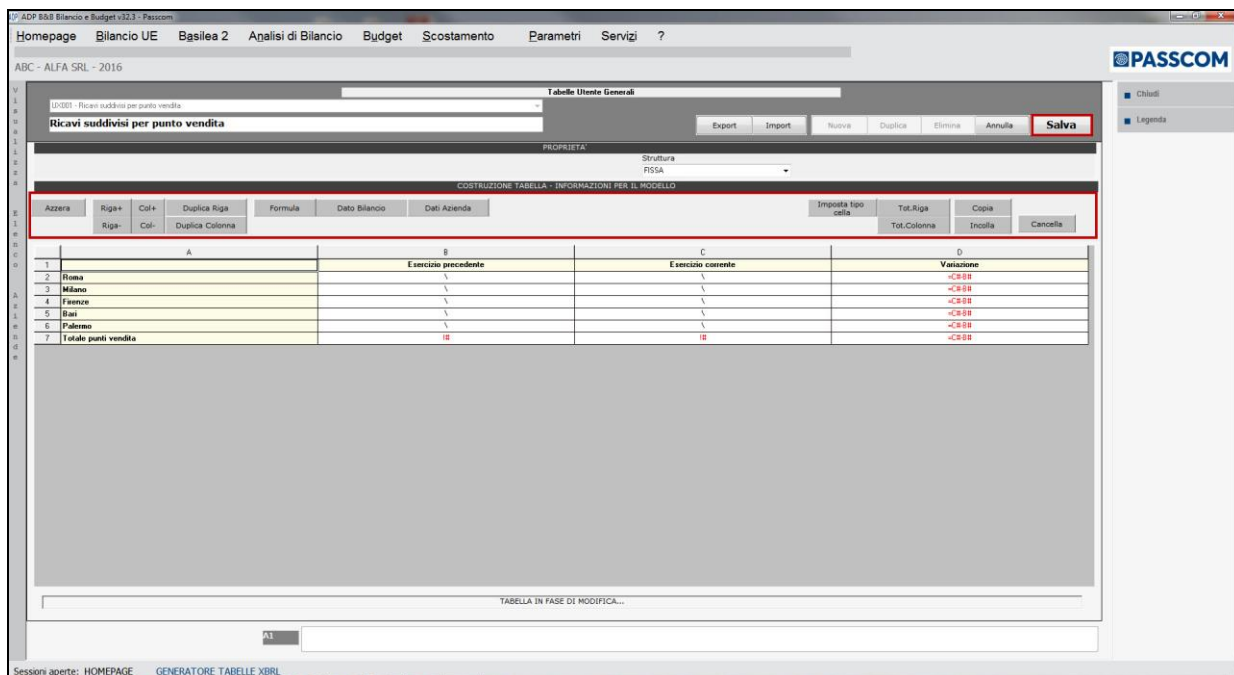 ADP B&B Bilancio e Budget v32.3 - Passcom
Homepage Bilancio UE Basilea 2 Analisi di Bilancio Budget Scostamento Parametri Servizi ?
ABC - ALFA SRL - 2016
PASSCOM
Visualizza Elenco Aziende
Chiudi
Legenda
Tabelle Utente Generali
UX001 - Ricavi suddivisi per punto vendita
Ricavi suddivisi per punto vendita
Export Import Nuova Duplica Elimina Annulla Salva
PROPRIETA'
Struttura
FISSA
COSTRUZIONE TABELLA - INFORMAZIONI PER IL MODELLO
Azzera Riga+ Col+ Duplica Riga Formula Dato Bilancio Dati Azienda Imposta tipo cella Tot.Riga Copia
Riga- Col- Duplica Colonna Tot.Colonna Incolla Cancella
A B C D
1 Esercizio precedente Esercizio corrente Variazione
2 Roma \ \ =C#-B#
3 Milano \ \ =C#-B#
4 Firenze \ \ =C#-B#
5 Bari \ \ =C#-B#
6 Palermo \ \ =C#-B#
7 Totale punti vendita !# !# =C#-B#
TABELLA IN FASE DI MODIFICA...
A1
Sessioni aperte: HOMEPAGE GENERATORE TABELLE XBRL